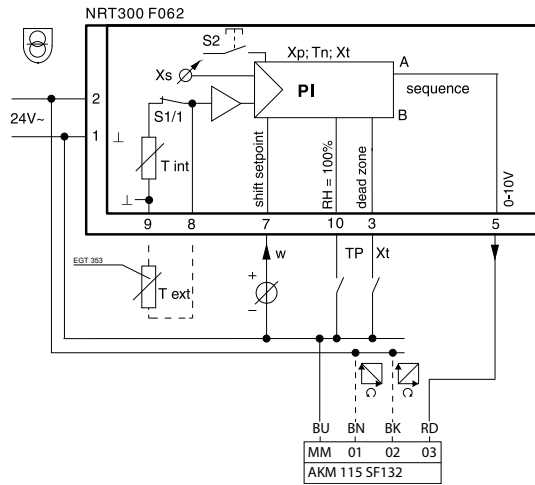 NRT300 F062
S2
Xp; Tn; Xt
A
Xs
PI
sequence
2
24V~
S1/1
B
1
⊥
T int
shift setpoint
RH = 100%
dead zone
0-10V
⊥
9 8 7 10 3 5
EGT 353
T ext
+
w
TP
Xt
−
BU BN BK RD
MM 01 02 03
AKM 115 SF132